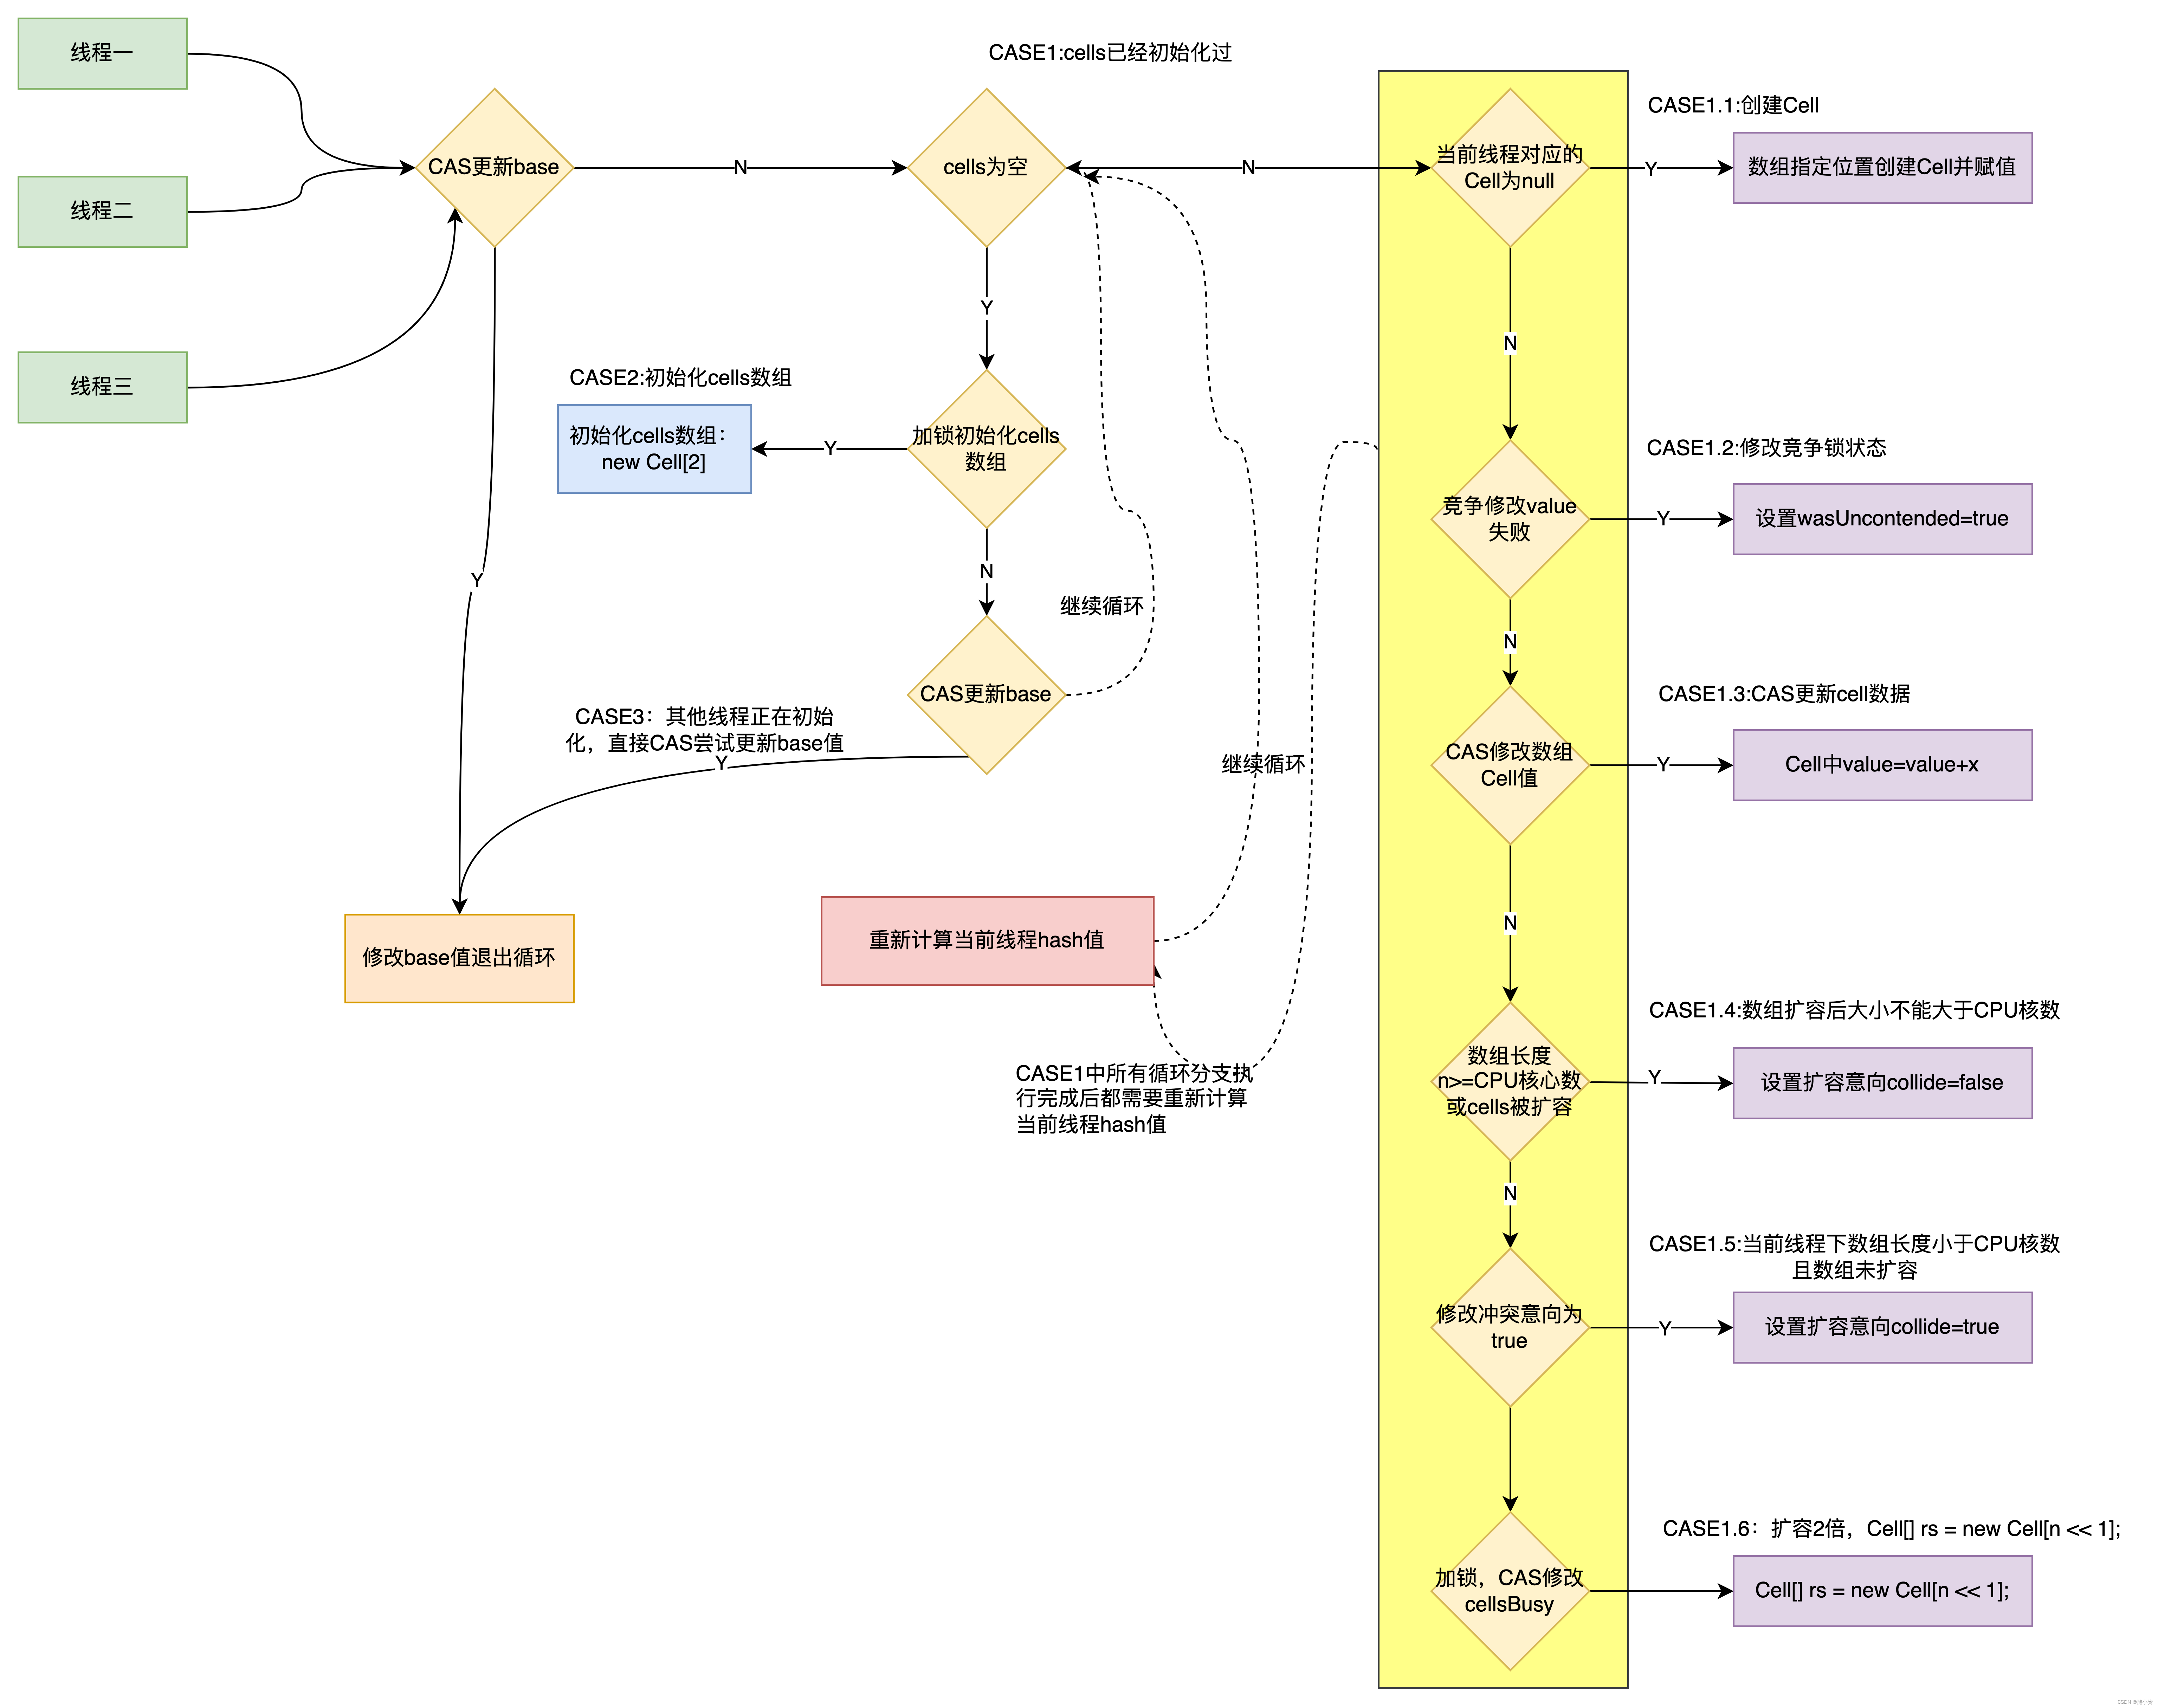 线程一
线程二
线程三
CAS更新base
N
Y
CASE1:cells已经初始化过
cells为空
N
Y
CASE2:初始化cells数组
初始化cells数组：
new Cell[2]
Y
加锁初始化cells
数组
N
继续循环
CAS更新base
CASE3：其他线程正在初始
化，直接CAS尝试更新base值
Y
修改base值退出循环
继续循环
重新计算当前线程hash值
CASE1中所有循环分支执
行完成后都需要重新计算
当前线程hash值
CASE1.1:创建Cell
当前线程对应的
Cell为null
Y
数组指定位置创建Cell并赋值
N
CASE1.2:修改竞争锁状态
竞争修改value
失败
Y
设置wasUncontended=true
N
CASE1.3:CAS更新cell数据
CAS修改数组
Cell值
Y
Cell中value=value+x
N
CASE1.4:数组扩容后大小不能大于CPU核数
数组长度
n>=CPU核心数
或cells被扩容
Y
设置扩容意向collide=false
N
CASE1.5:当前线程下数组长度小于CPU核数
且数组未扩容
修改冲突意向为
true
Y
设置扩容意向collide=true
CASE1.6：扩容2倍，Cell[] rs = new Cell[n << 1];
加锁，CAS修改
cellsBusy
Cell[] rs = new Cell[n << 1];